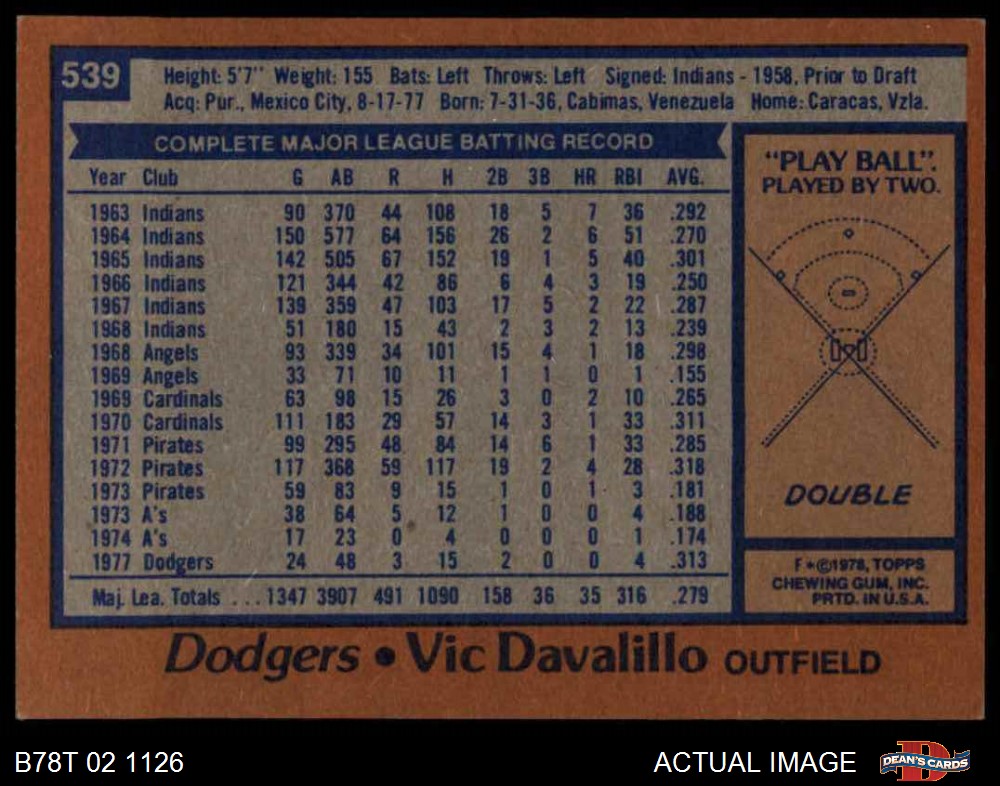 539
Height: 5'7" Weight: 155 Bats: Left Throws: Left Signed: Indians - 1958, Prior to Draft
Acq: Pur., Mexico City, 8-17-77 Born: 7-31-36, Cabimas, Venezuela Home: Caracas, Vzla.
COMPLETE MAJOR LEAGUE BATTING RECORD
Year Club G AB R H 2B 3B HR RBI AVG.
1963 Indians 90 370 44 108 18 5 7 36 .292
1964 Indians 150 577 64 156 26 2 6 51 .270
1965 Indians 142 505 67 152 19 1 5 40 .301
1966 Indians 121 344 42 86 6 4 3 19 .250
1967 Indians 139 359 47 103 17 5 2 22 .287
1968 Indians 51 180 15 43 2 3 2 13 .239
1968 Angels 93 339 34 101 15 4 1 18 .298
1969 Angels 33 71 10 11 1 1 0 1 .155
1969 Cardinals 63 98 15 26 3 0 2 10 .265
1970 Cardinals 111 183 29 57 14 3 1 33 .311
1971 Pirates 99 295 48 84 14 6 1 33 .285
1972 Pirates 117 368 59 117 19 2 4 28 .318
1973 Pirates 59 83 9 15 1 0 1 3 .181
1973 A's 38 64 5 12 1 0 0 4 .188
1974 A's 17 23 0 4 0 0 0 1 .174
1977 Dodgers 24 48 3 15 2 0 0 4 .313
Maj. Lea. Totals ... 1347 3907 491 1090 158 36 35 316 .279
"PLAY BALL".
PLAYED BY TWO.
DOUBLE
F*©1978, TOPPS
CHEWING GUM, INC.
PRTD. IN U.S.A.
Dodgers • Vic Davalillo OUTFIELD
B78T 02 1126
ACTUAL IMAGE
DEAN'S CARDS